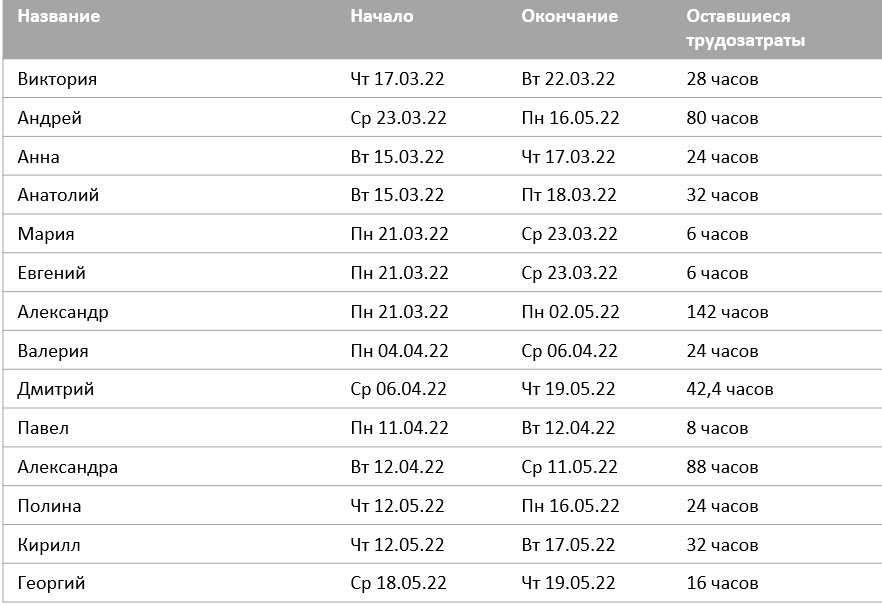 Название Начало Окончание Оставшиеся
трудозатраты
Виктория Чт 17.03.22 Вт 22.03.22 28 часов
Андрей Ср 23.03.22 Пн 16.05.22 80 часов
Анна Вт 15.03.22 Чт 17.03.22 24 часов
Анатолий Вт 15.03.22 Пт 18.03.22 32 часов
Мария Пн 21.03.22 Ср 23.03.22 6 часов
Евгений Пн 21.03.22 Ср 23.03.22 6 часов
Александр Пн 21.03.22 Пн 02.05.22 142 часов
Валерия Пн 04.04.22 Ср 06.04.22 24 часов
Дмитрий Ср 06.04.22 Чт 19.05.22 42,4 часов
Павел Пн 11.04.22 Вт 12.04.22 8 часов
Александра Вт 12.04.22 Ср 11.05.22 88 часов
Полина Чт 12.05.22 Пн 16.05.22 24 часов
Кирилл Чт 12.05.22 Вт 17.05.22 32 часов
Георгий Ср 18.05.22 Чт 19.05.22 16 часов